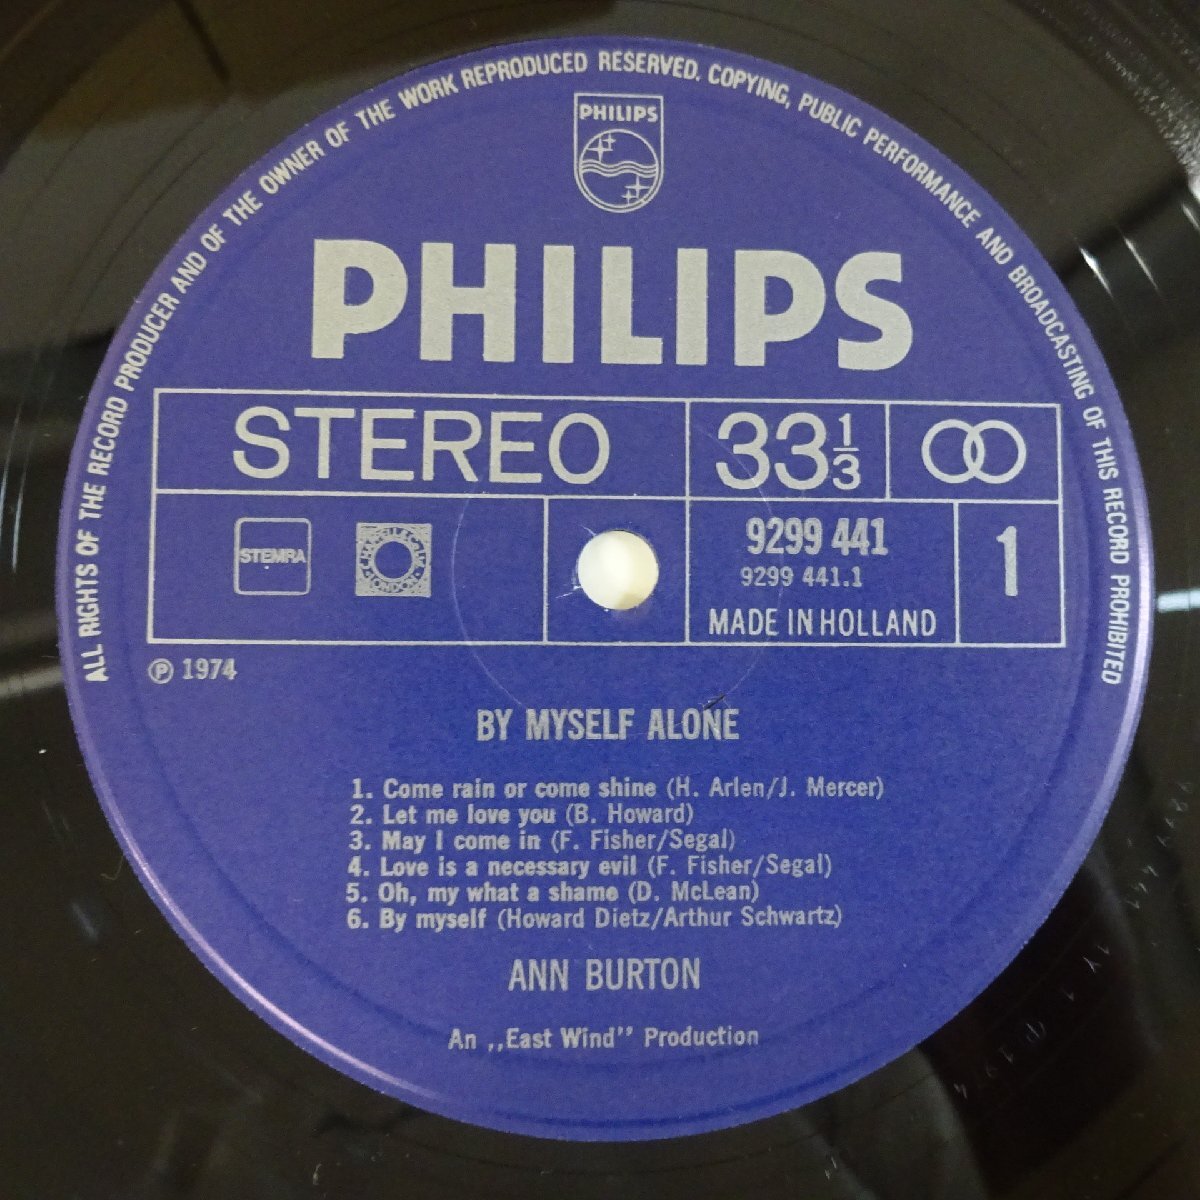 ALL RIGHTS OF THE RECORD PRODUCER AND OF THE OWNER OF THE WORK REPRODUCED RESERVED. COPYING, PUBLIC PERFORMANCE AND BROADCASTING OF THIS RECORD PROHIBITED
PHILIPS
PHILIPS
STEREO
33 1/3
STEMRA
9299 441
9299 441.1
MADE IN HOLLAND
1
℗ 1974
BY MYSELF ALONE
1. Come rain or come shine (H. Arlen/J. Mercer)
2. Let me love you (B. Howard)
3. May I come in (F. Fisher/Segal)
4. Love is a necessary evil (F. Fisher/Segal)
5. Oh, my what a shame (D. McLean)
6. By myself (Howard Dietz/Arthur Schwartz)
ANN BURTON
An ,,East Wind" Production